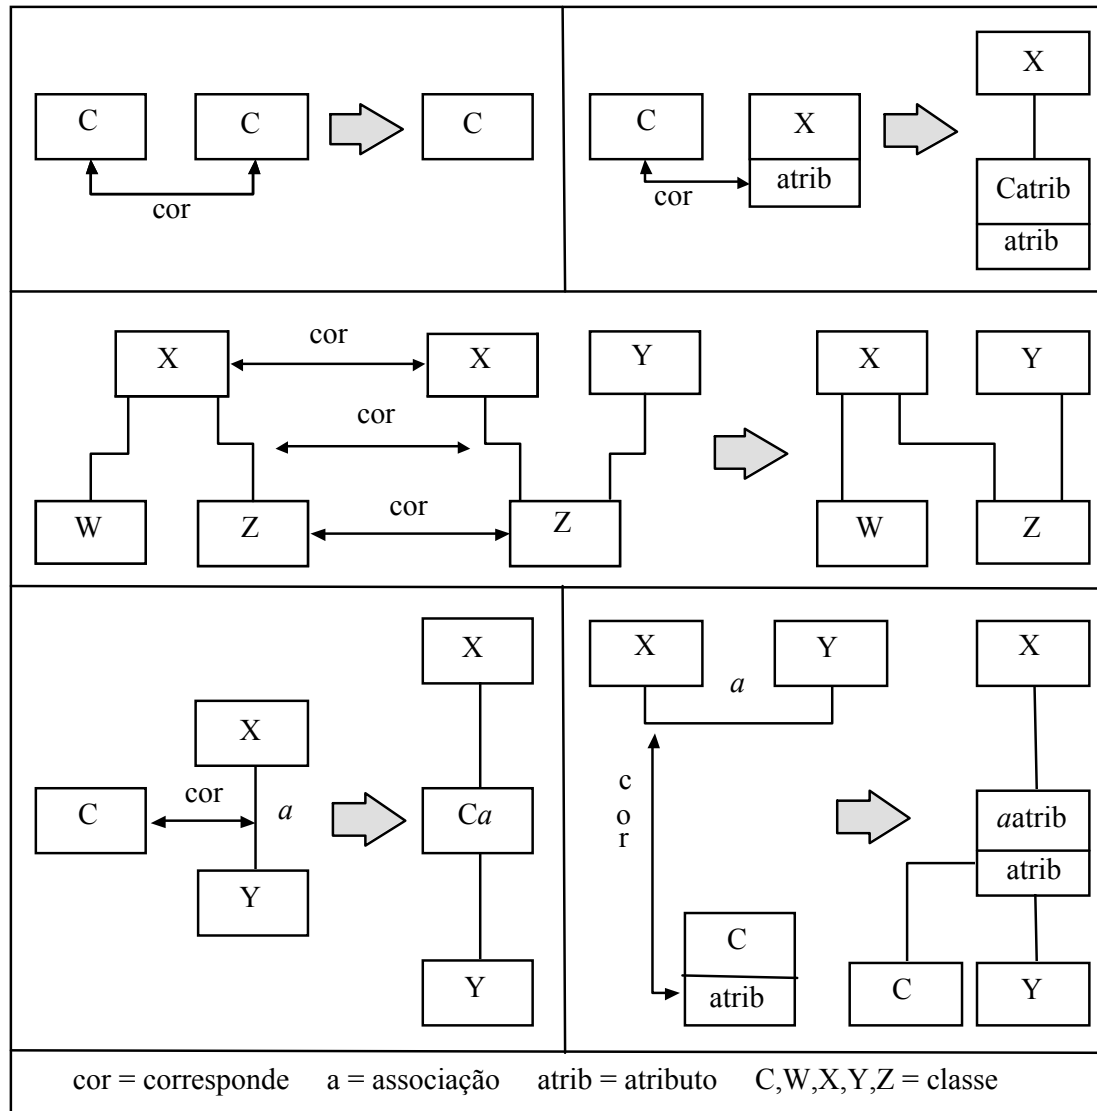 C C C
cor
C X
atrib
cor
X
Catrib
atrib
X cor X Y X Y
cor
W Z cor Z W Z
X
X
C cor a Ca
Y
Y
X a Y X
c
o
r
aatrib
atrib
C
atrib
C Y
cor = corresponde a = associação atrib = atributo C,W,X,Y,Z = classe